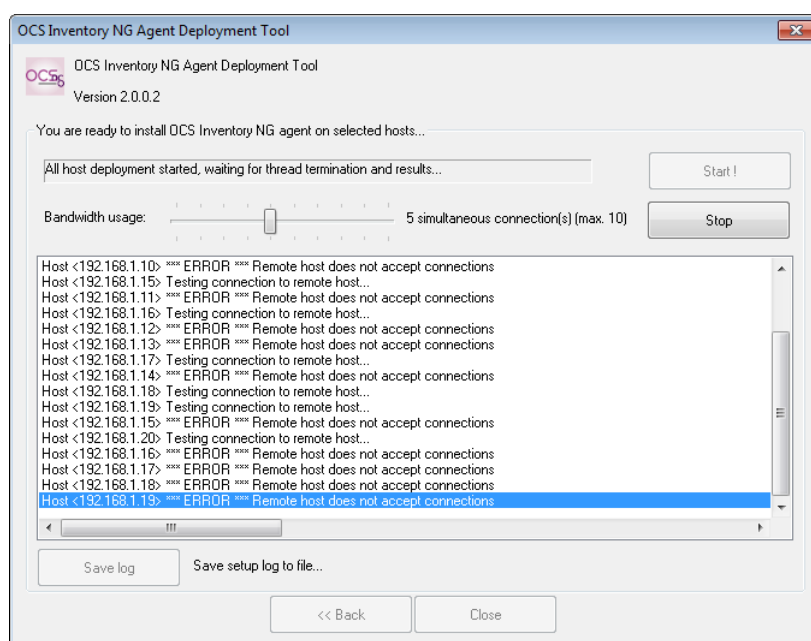 OCS Inventory NG Agent Deployment Tool
OCS Inventory NG Agent Deployment Tool
Version 2.0.0.2
You are ready to install OCS Inventory NG agent on selected hosts...
All host deployment started, waiting for thread termination and results...
Start !
Bandwidth usage:
5 simultaneous connection(s) (max. 10)
Stop
Host <192.168.1.10> *** ERROR *** Remote host does not accept connections
Host <192.168.1.15> Testing connection to remote host...
Host <192.168.1.11> *** ERROR *** Remote host does not accept connections
Host <192.168.1.16> Testing connection to remote host...
Host <192.168.1.12> *** ERROR *** Remote host does not accept connections
Host <192.168.1.13> *** ERROR *** Remote host does not accept connections
Host <192.168.1.17> Testing connection to remote host...
Host <192.168.1.14> *** ERROR *** Remote host does not accept connections
Host <192.168.1.18> Testing connection to remote host...
Host <192.168.1.19> Testing connection to remote host...
Host <192.168.1.15> *** ERROR *** Remote host does not accept connections
Host <192.168.1.20> Testing connection to remote host...
Host <192.168.1.16> *** ERROR *** Remote host does not accept connections
Host <192.168.1.17> *** ERROR *** Remote host does not accept connections
Host <192.168.1.18> *** ERROR *** Remote host does not accept connections
Host <192.168.1.19> *** ERROR *** Remote host does not accept connections
Save log
Save setup log to file...
<< Back
Close